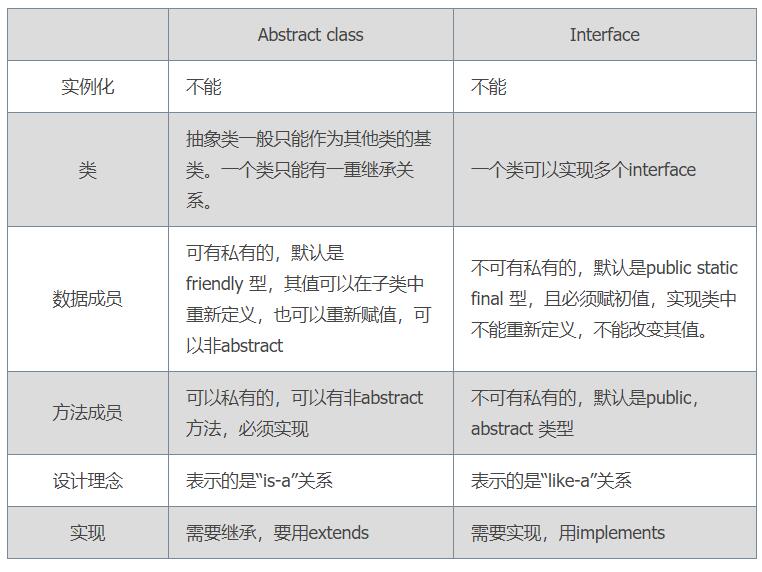 Abstract class
Interface
实例化
不能
不能
类
抽象类一般只能作为其他类的基
类。一个类只能有一重继承关
系。
一个类可以实现多个interface
数据成员
可有私有的，默认是
friendly 型，其值可以在子类中
重新定义，也可以重新赋值，可
以非abstract
不可有私有的，默认是public static
final 型，且必须赋初值，实现类中
不能重新定义，不能改变其值。
方法成员
可以私有的，可以有非abstract
方法，必须实现
不可有私有的，默认是public，
abstract 类型
设计理念
表示的是“is-a”关系
表示的是“like-a”关系
实现
需要继承，要用extends
需要实现，用implements